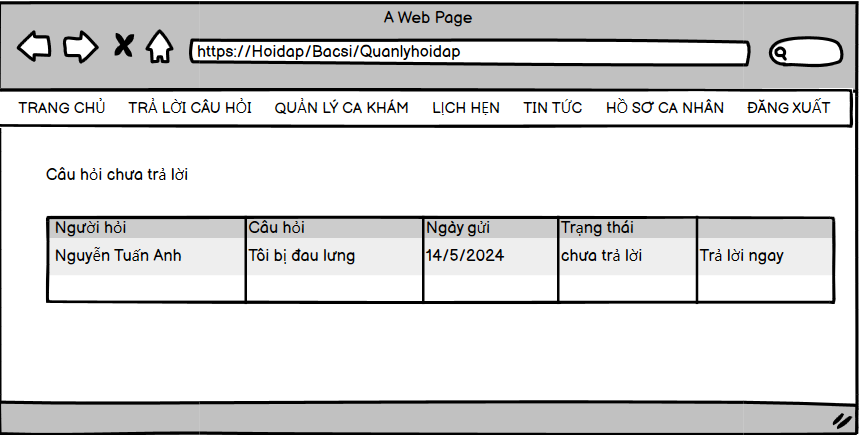 A Web Page
https://Hoidap/Bacsi/Quanlyhoidap
TRANG CHỦ TRẢ LỜI CÂU HỎI QUẢN LÝ CA KHÁM LỊCH HẸN TIN TỨC HỒ SƠ CA NHÂN ĐĂNG XUẤT
Câu hỏi chưa trả lời
Người hỏi Câu hỏi Ngày gửi Trạng thái
Nguyễn Tuấn Anh Tôi bị đau lưng 14/5/2024 chưa trả lời Trả lời ngay